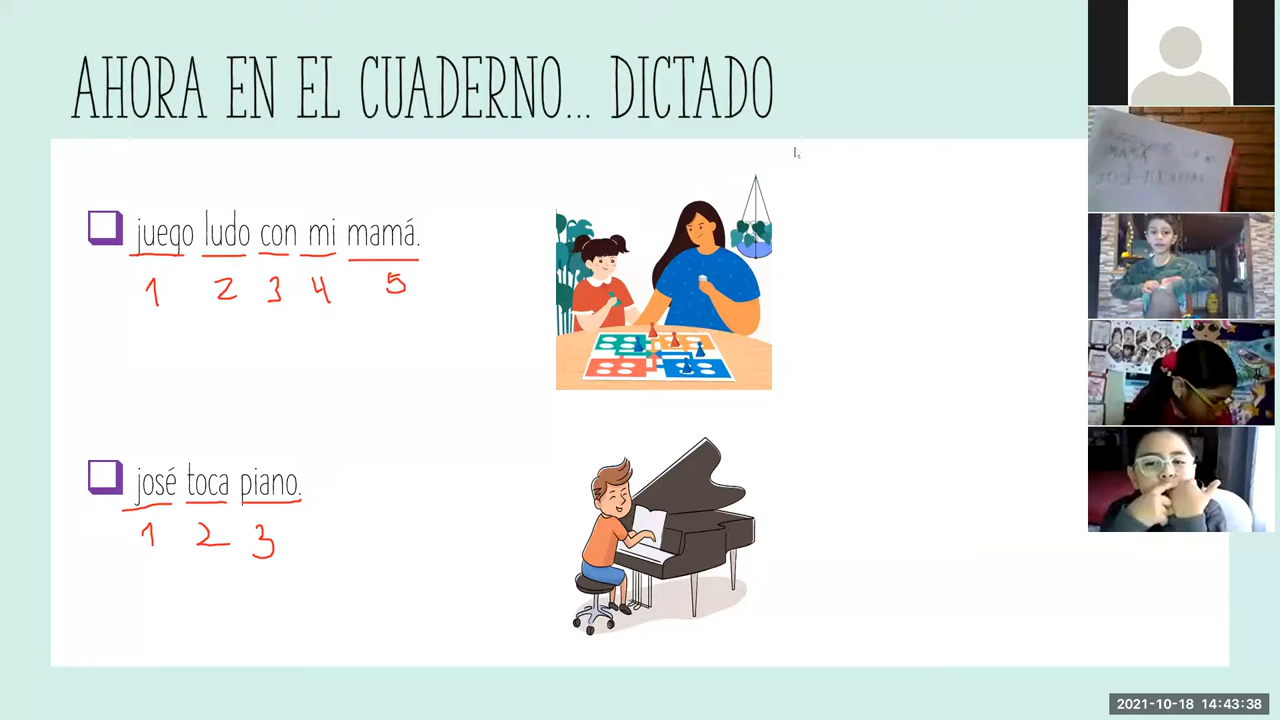 AHORA EN EL CUADERNO... DICTADO
juego ludo con mi mamá.
1 2 3 4 5
josé toca piano.
1 2 3
2021-10-18 14:43:38